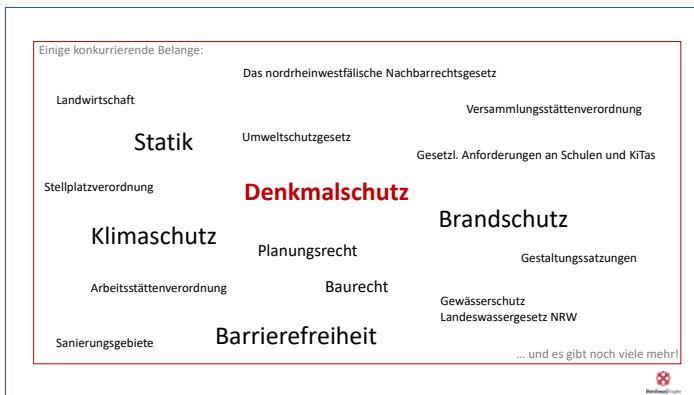 Einige konkurrierende Belange:
Das nordrheinwestfälische Nachbarrechtsgesetz
Landwirtschaft
Versammlungsstättenverordnung
Statik
Umweltschutzgesetz
Gesetzl. Anforderungen an Schulen und KiTas
Stellplatzverordnung
Denkmalschutz
Brandschutz
Klimaschutz
Planungsrecht
Gestaltungssatzungen
Arbeitsstättenverordnung
Baurecht
Gewässerschutz
Landeswassergesetz NRW
Barrierefreiheit
Sanierungsgebiete
... und es gibt noch viele mehr!